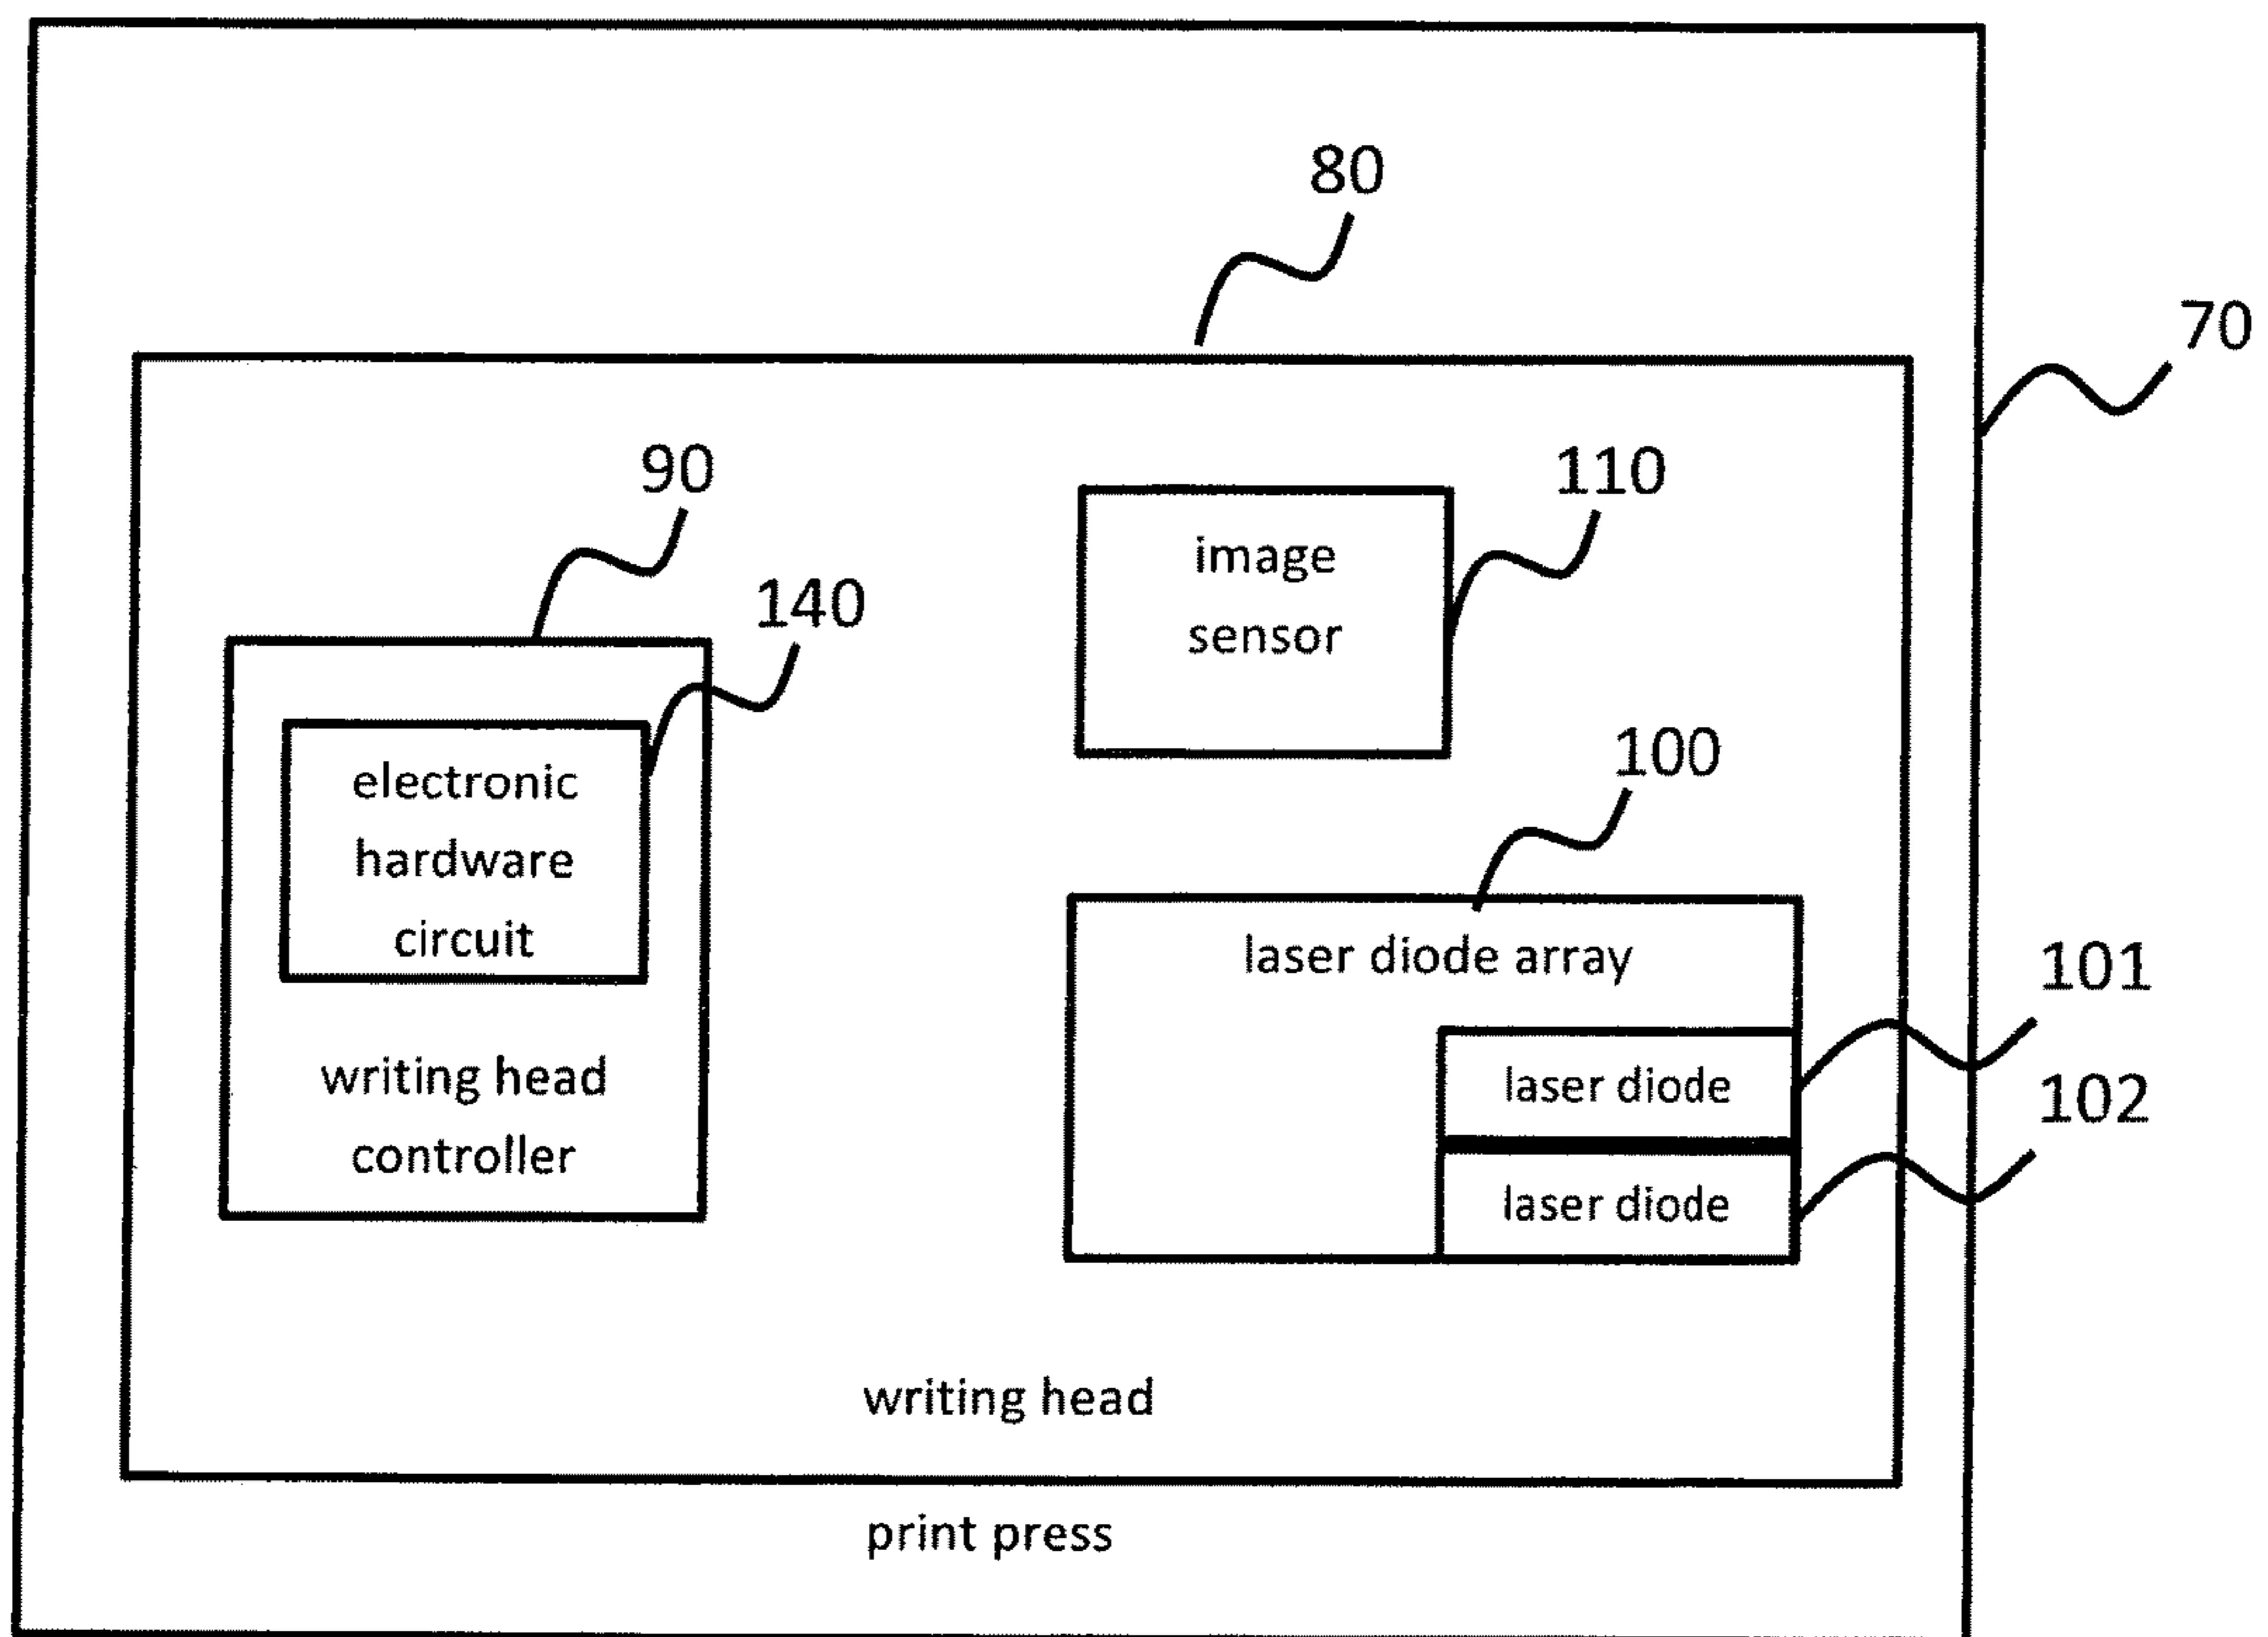 80
70
90
110
140
image
sensor
electronic
hardware
circuit
100
laser diode array
101
laser diode
102
laser diode
writing head
controller
writing head
print press